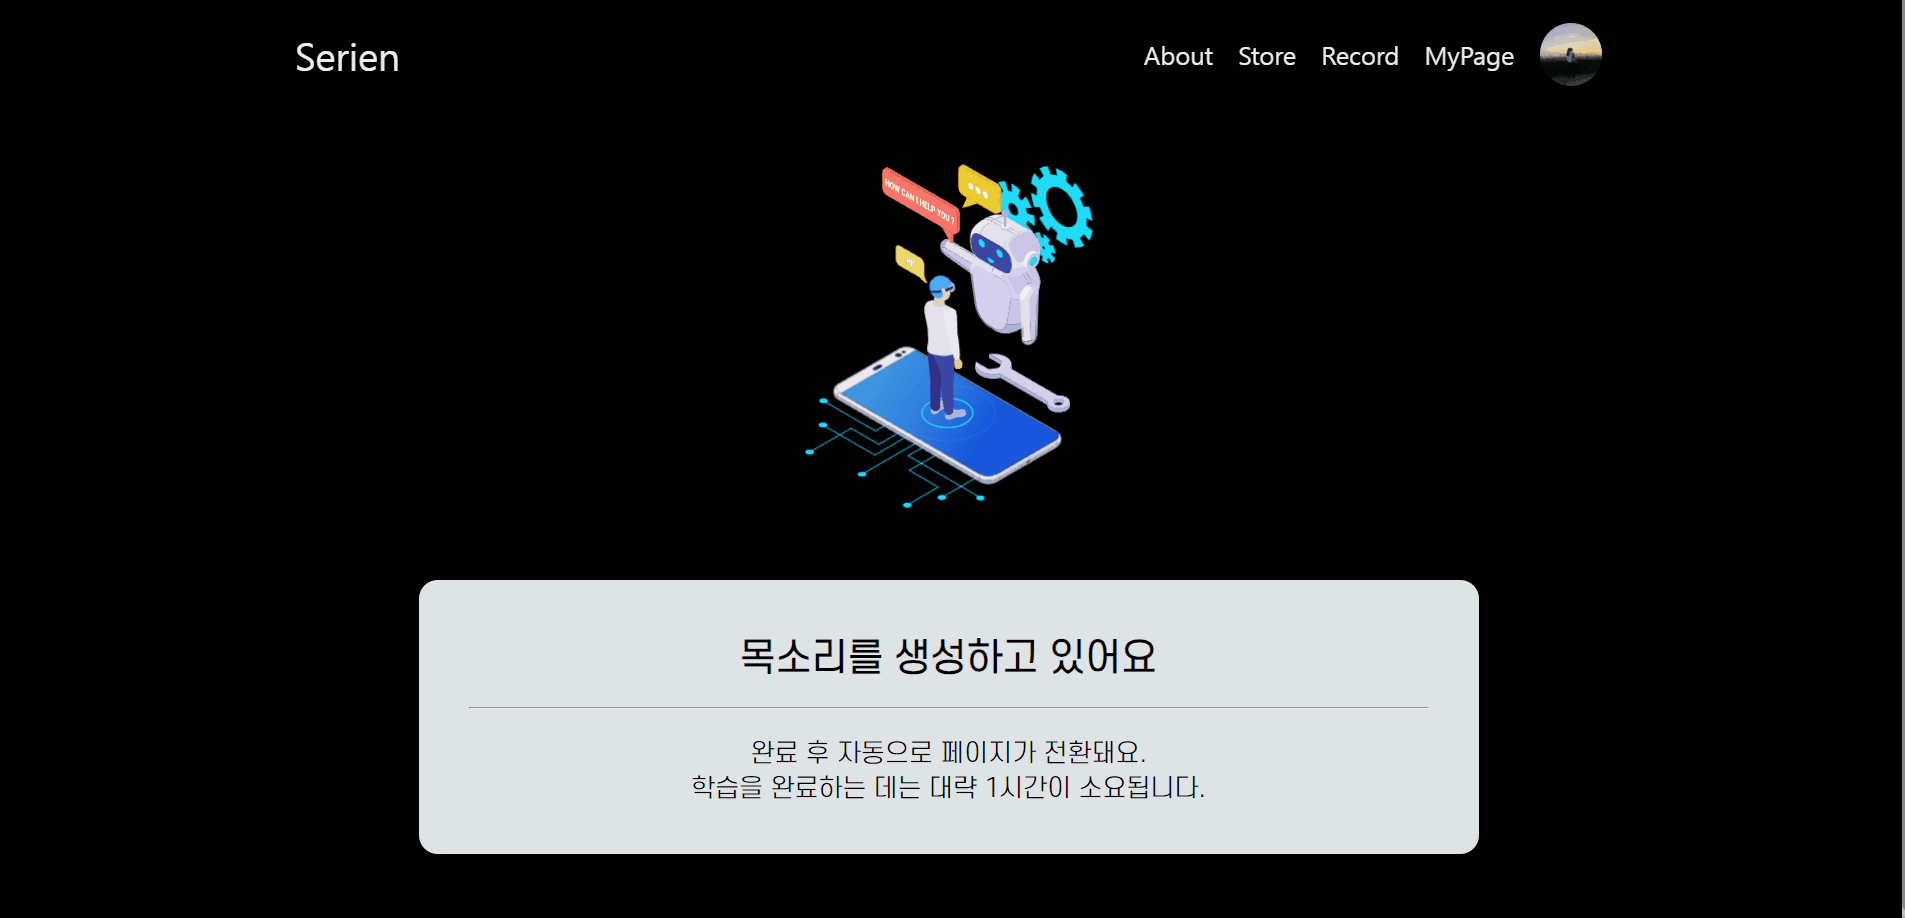 Serien
About Store Record MyPage
HOW CAN I HELP YOU ?
목소리를 생성하고 있어요
완료 후 자동으로 페이지가 전환돼요.
학습을 완료하는 데는 대략 1시간이 소요됩니다.